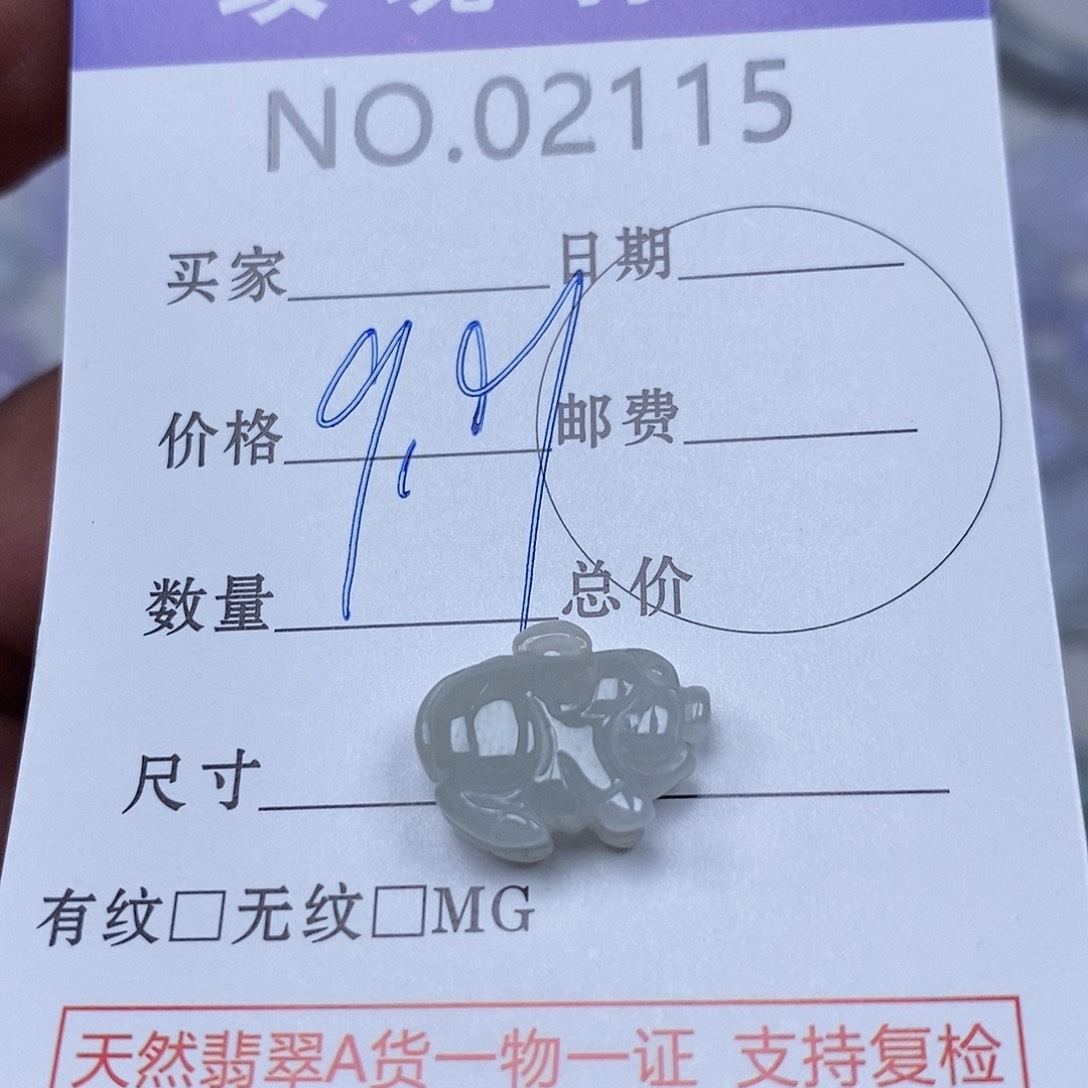 NO.02115
买家 日期
价格 9.9 邮费
数量 总价
尺寸
有纹□无纹□MG
天然翡翠A货一物一证 支持复检